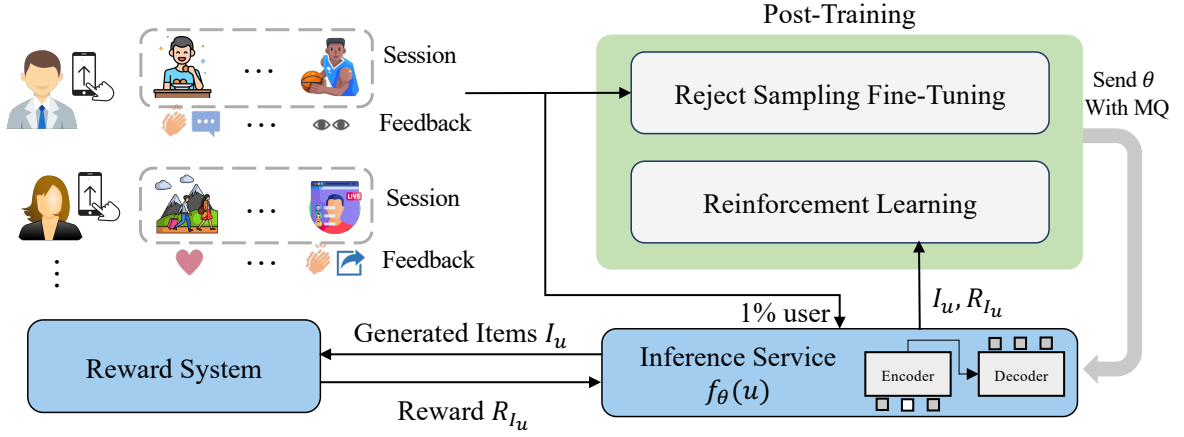 Post-Training
Session
Feedback
Reject Sampling Fine-Tuning
Send θ
With MQ
LIVE
Session
Feedback
Reinforcement Learning
1% user
I_u, R_{I_u}
Generated Items I_u
Reward System
Inference Service
f_θ(u)
Encoder
Decoder
Reward R_{I_u}